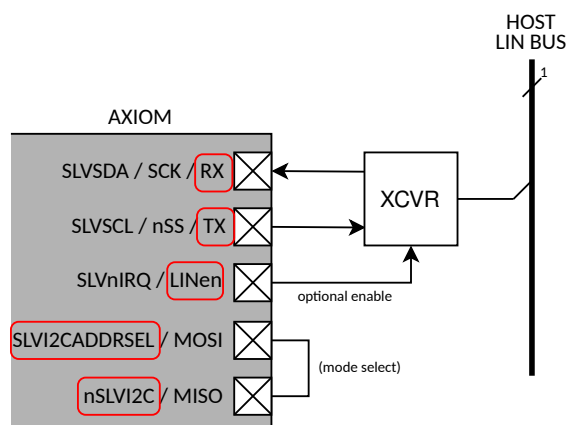 HOST
LIN BUS
1
AXIOM
SLVSDA / SCK / RX
XCVR
SLVSCL / nSS / TX
SLVnIRQ / LINen
optional enable
SLVI2CADDRSEL / MOSI
(mode select)
nSLVI2C / MISO